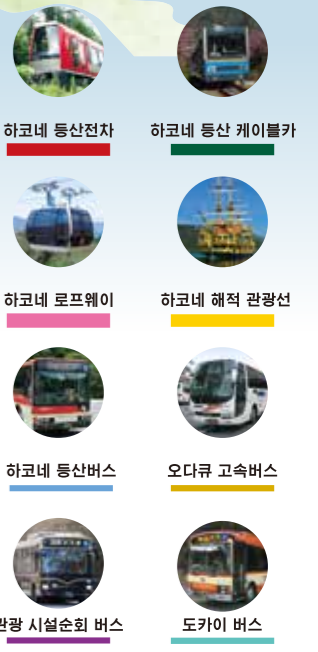 하코네 등산전차
하코네 등산 케이블카
하코네 로프웨이
하코네 해적 관광선
하코네 등산버스
오다큐 고속버스
관광 시설순회 버스
도카이 버스